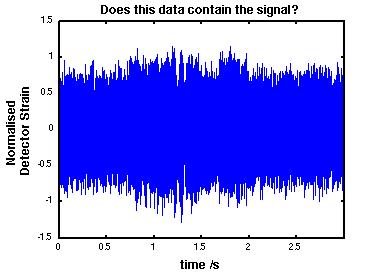 Does this data contain the signal?
1.5
1
0.5
0
-0.5
-1
-1.5
Normalised
Detector Strain
0 0.5 1 1.5 2 2.5
time /s